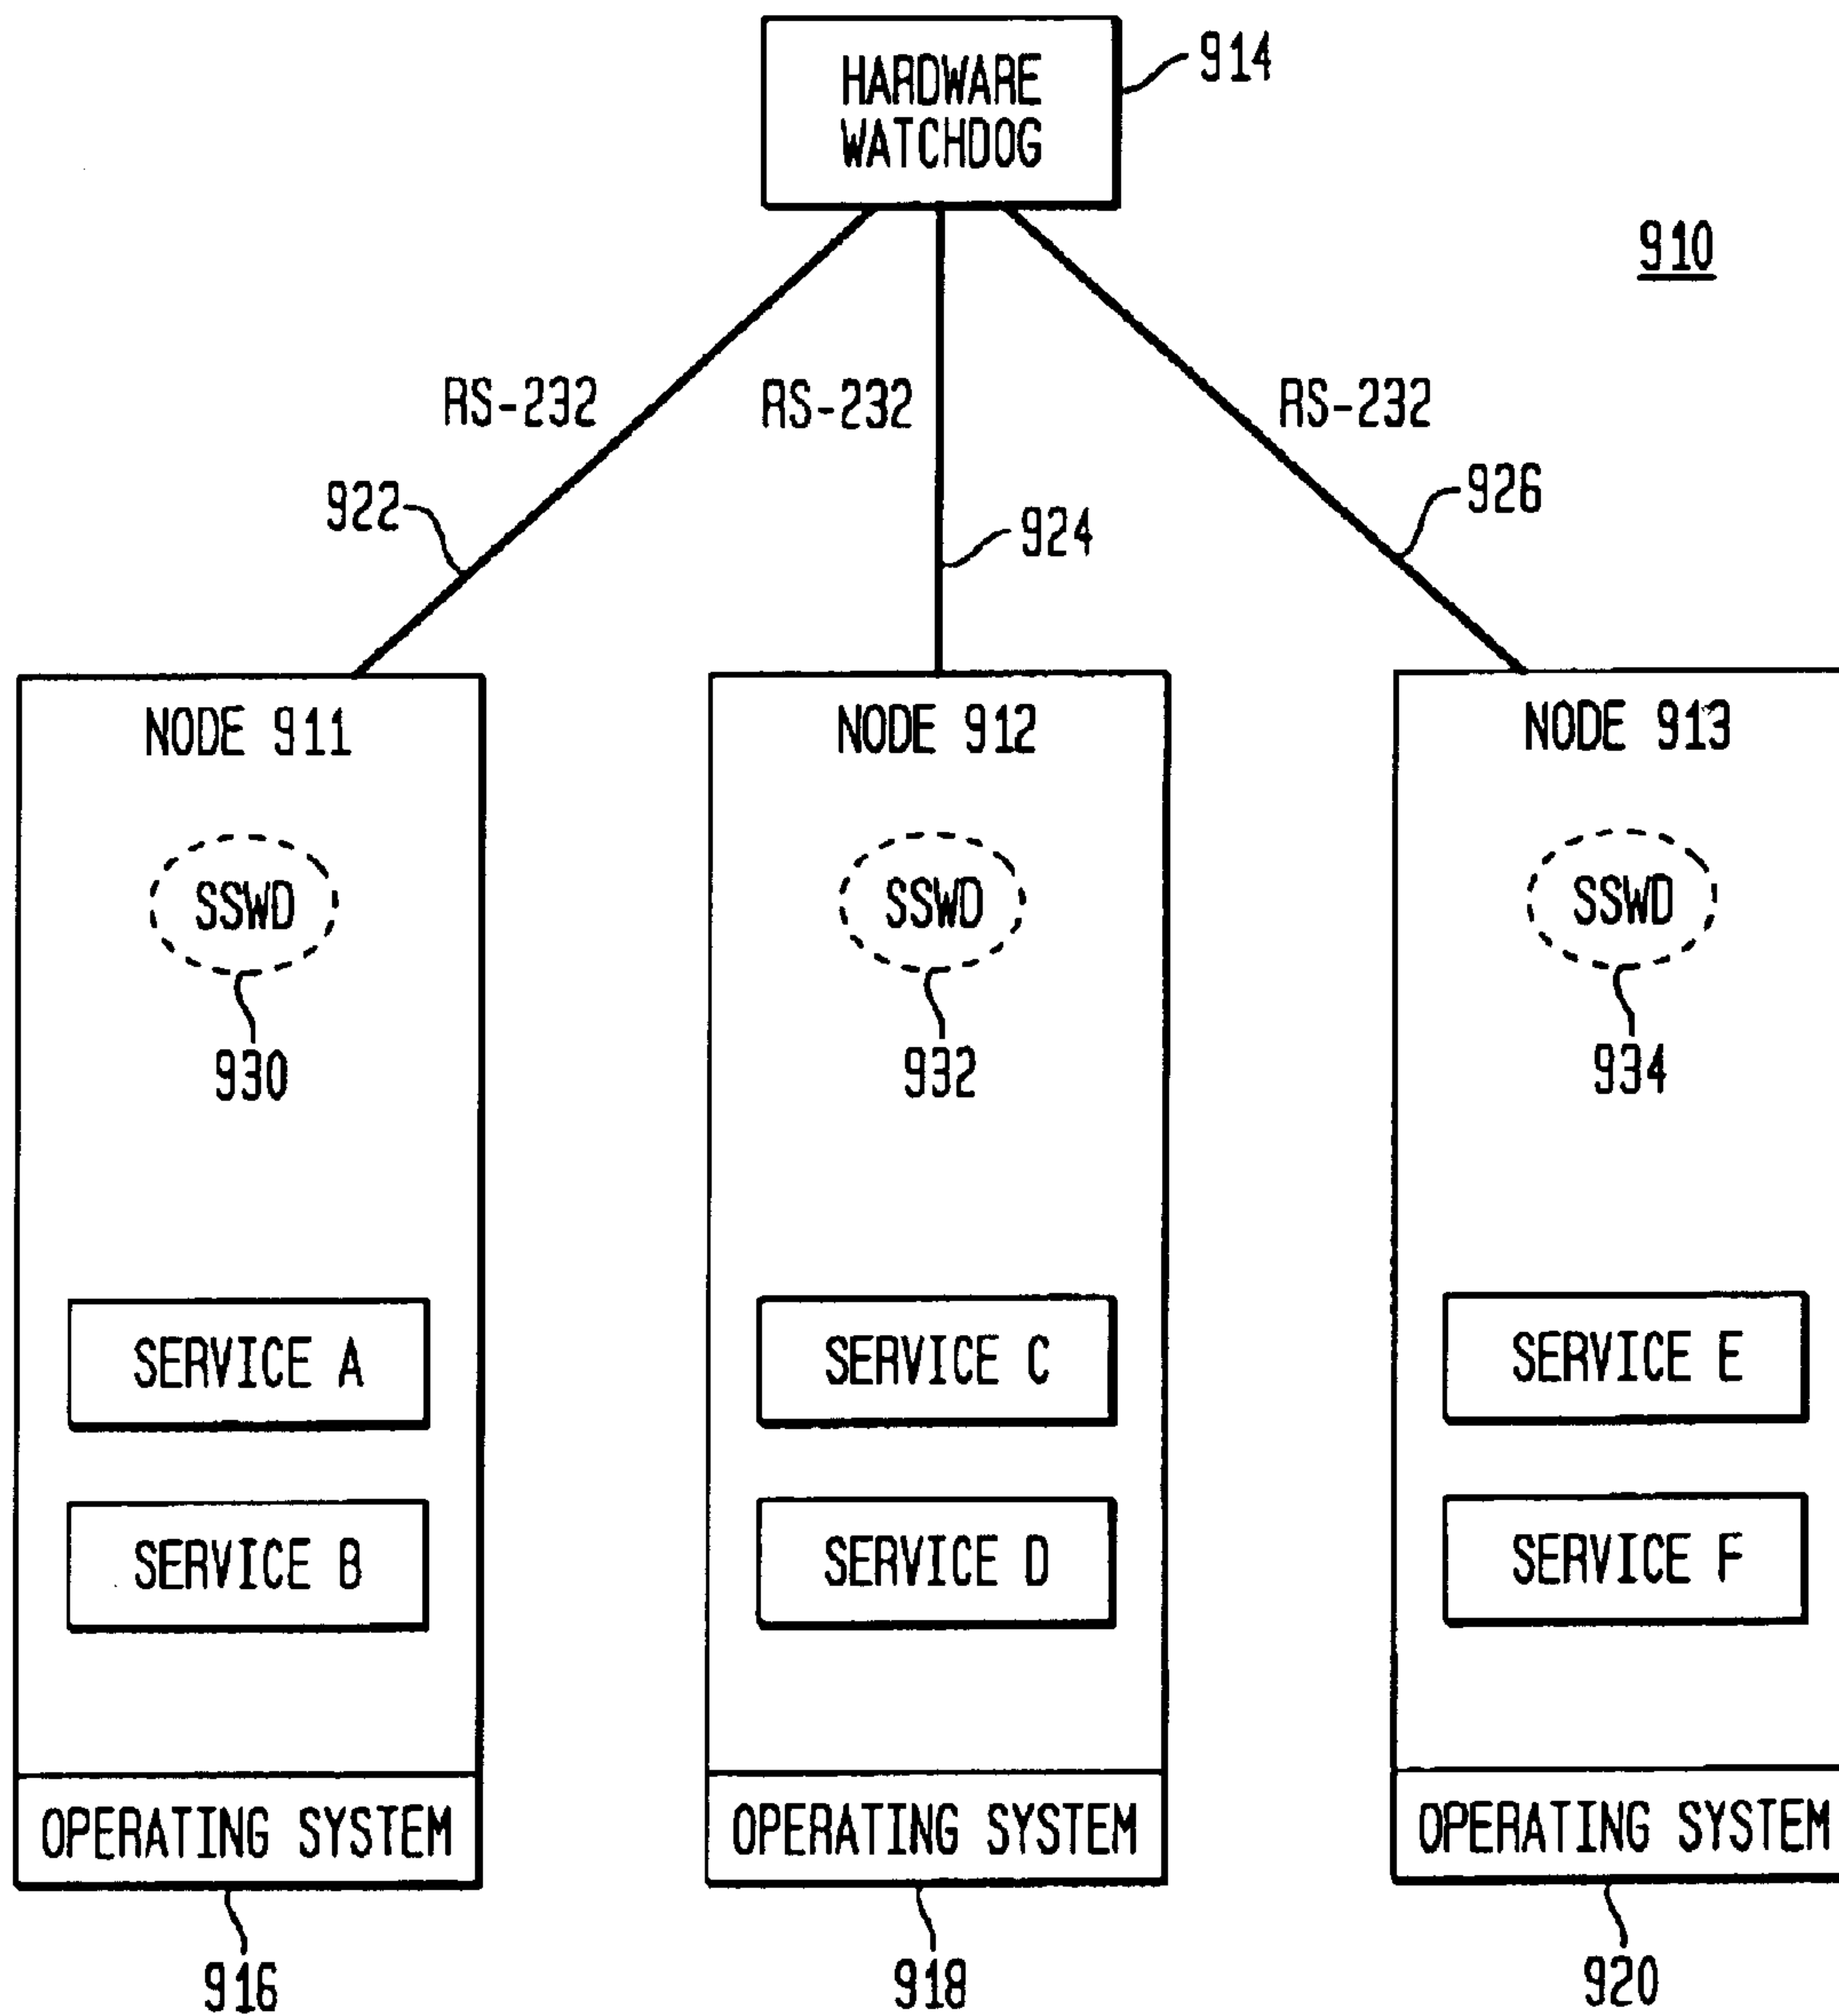 HARDWARE
WATCHDOG
914
910
RS-232
RS-232
RS-232
922
924
926
NODE 911
NODE 912
NODE 913
SSWD
SSWD
SSWD
930
932
934
SERVICE A
SERVICE C
SERVICE E
SERVICE B
SERVICE D
SERVICE F
OPERATING SYSTEM
OPERATING SYSTEM
OPERATING SYSTEM
916
918
920